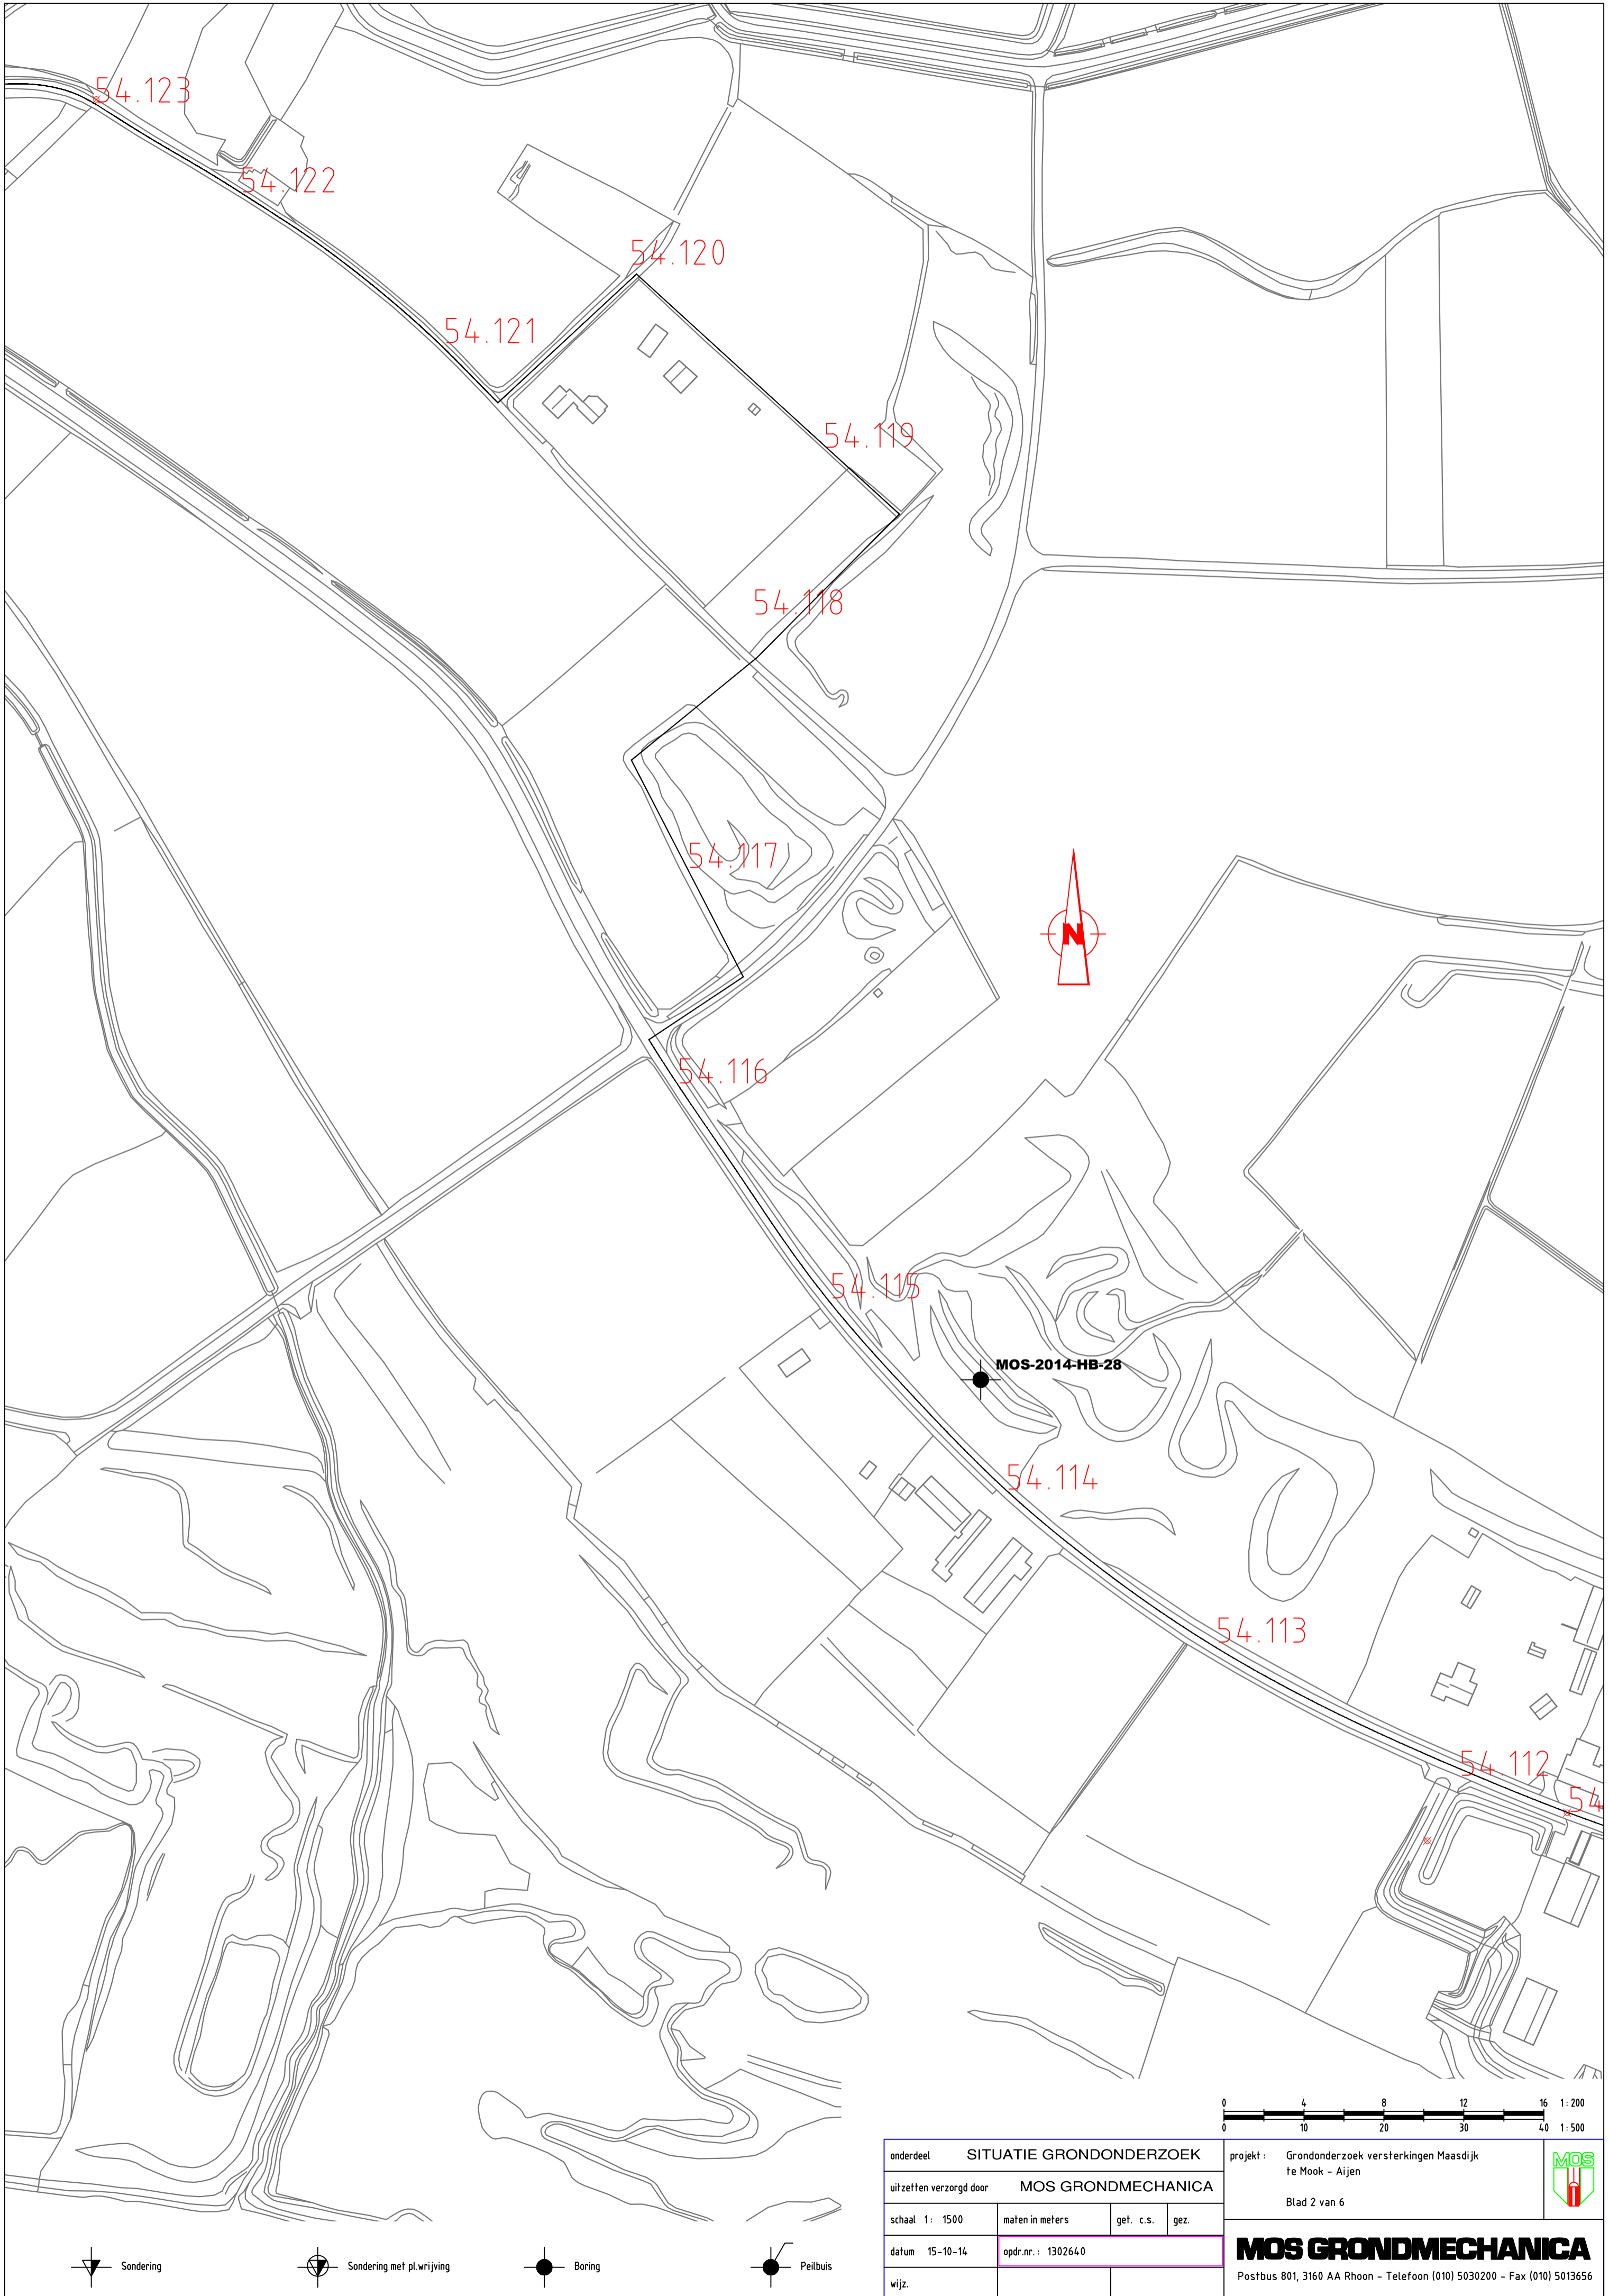 54.123
54.122
54.120
54.121
54.119
54.118
54.117
N
54.116
54.115
MOS-2014-HB-28
54.114
54.113
54.112
54
0 4 8 12 16 1:200
0 10 20 30 40 1:500
onderdeel SITUATIE GRONDONDERZOEK
uitzetten verzorgd door MOS GRONDMECHANICA
schaal 1: 1500 maten in meters get. c.s. gez.
datum 15-10-14 opdr.nr.: 1302640
wijz.
projekt: Grondonderzoek versterkingen Maasdijk
te Mook - Aijen
Blad 2 van 6
MOS
MOS GRONDMECHANICA
Postbus 801, 3160 AA Rhoon - Telefoon (010) 5030200 - Fax (010) 5013656
Sondering
Sondering met pl.wrijving
Boring
Peilbuis